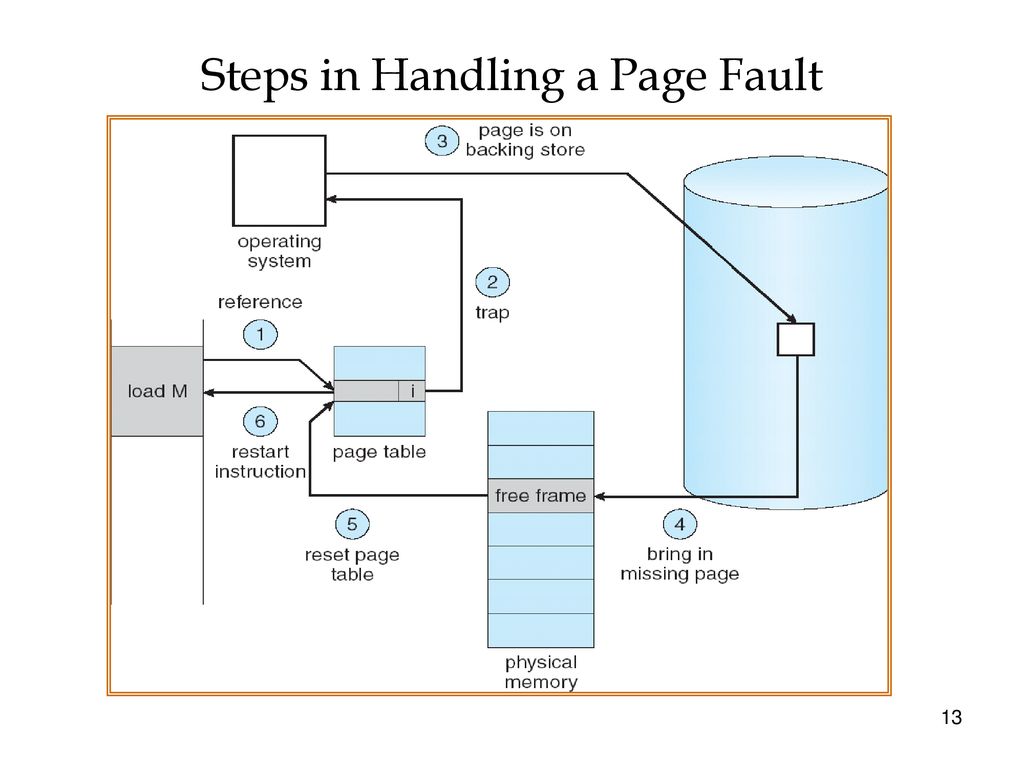 Steps in Handling a Page Fault
3
page is on
backing store
operating
system
2
trap
reference
1
load M
i
6
restart
instruction
page table
free frame
5
reset page
table
4
bring in
missing page
physical
memory
13